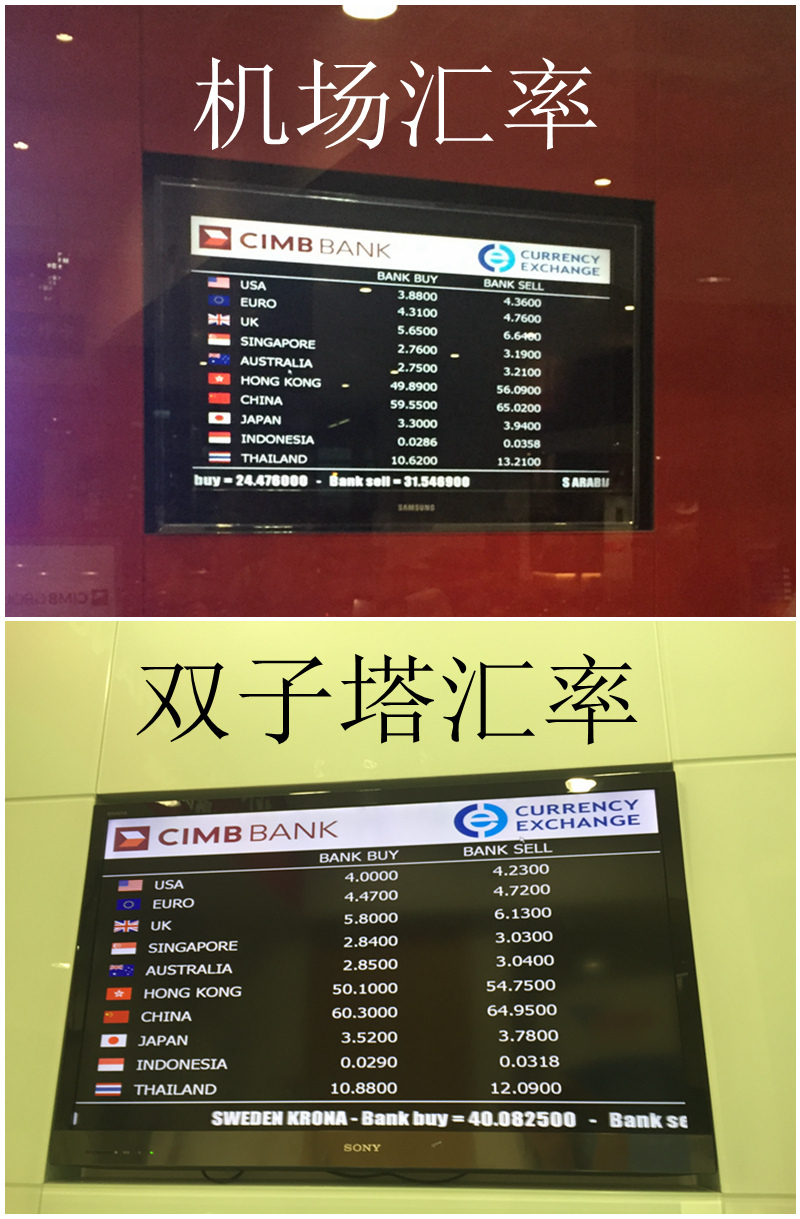 机场汇率
CIMB BANK
CURRENCY
EXCHANGE
BANK BUY BANK SELL
USA 3.8800 4.3600
EURO 4.3100 4.7600
UK 5.6500 6.6400
SINGAPORE 2.7600 3.1900
AUSTRALIA 2.7500 3.2100
HONG KONG 49.8900 56.0900
CHINA 59.5500 65.0200
JAPAN 3.3000 3.9400
INDONESIA 0.0286 0.0358
THAILAND 10.6200 13.2100
buy = 24.476000 - Bank sell = 31.546900 S ARABIA
SAMSUNG
双子塔汇率
CIMB BANK
CURRENCY
EXCHANGE
BANK BUY BANK SELL
USA 4.0000 4.2300
EURO 4.4700 4.7200
UK 5.8000 6.1300
SINGAPORE 2.8400 3.0300
AUSTRALIA 2.8500 3.0400
HONG KONG 50.1000 54.7500
CHINA 60.3000 64.9500
JAPAN 3.5200 3.7800
INDONESIA 0.0290 0.0318
THAILAND 10.8800 12.0900
SWEDEN KRONA - Bank buy = 40.082500 - Bank se
SONY